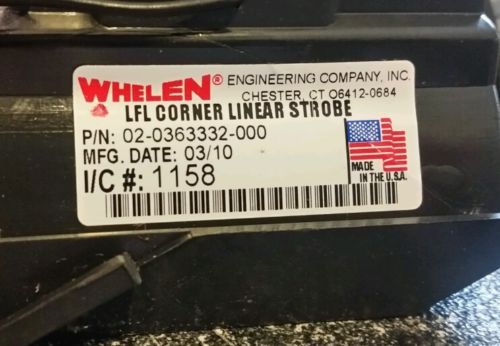 WHELEN® ENGINEERING COMPANY, INC.
CHESTER, CT 06412-0684
LFL CORNER LINEAR STROBE
P/N: 02-0363332-000
MFG. DATE: 03/10
I/C #: 1158
MADE
IN THE U.S.A.